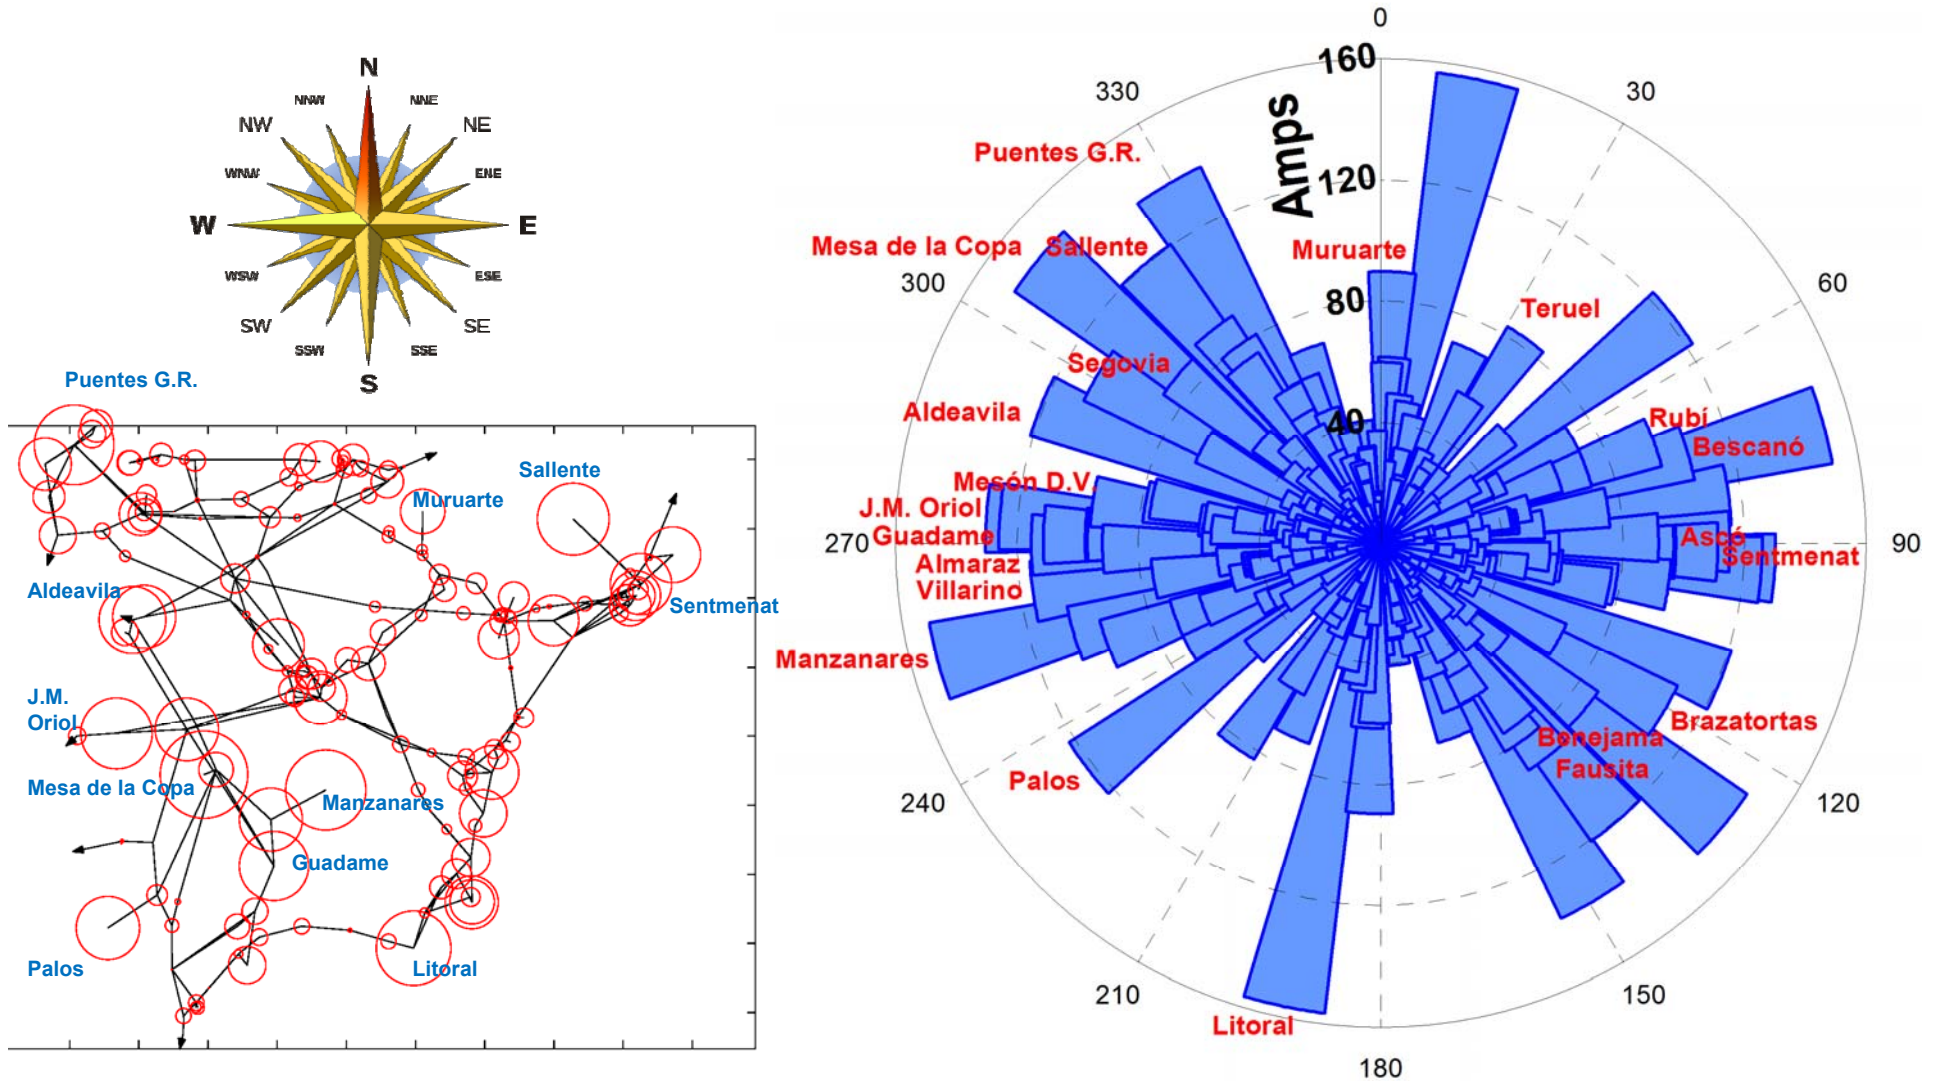 N
NNW
NNE
NW
NE
WNW
ENE
W
E
WSW
ESE
SW
SE
SSW
SSE
S
Puentes G.R.
Sallente
Muruarte
Aldeavila
Sentmenat
J.M.
Oriol
Mesa de la Copa
Manzanares
Guadame
Palos
Litoral
0
30
60
90
120
150
180
210
240
270
300
330
160
120
80
40
Amps
Puentes G.R.
Mesa de la Copa
Sallente
Muruarte
Teruel
Segovia
Aldeavila
Rubí
Bescanó
Mesón D.V.
J.M. Oriol
Guadame
Ascó
Sentmenat
Almaraz
Villarino
Manzanares
Brazatortas
Benejama
Fausita
Palos
Litoral